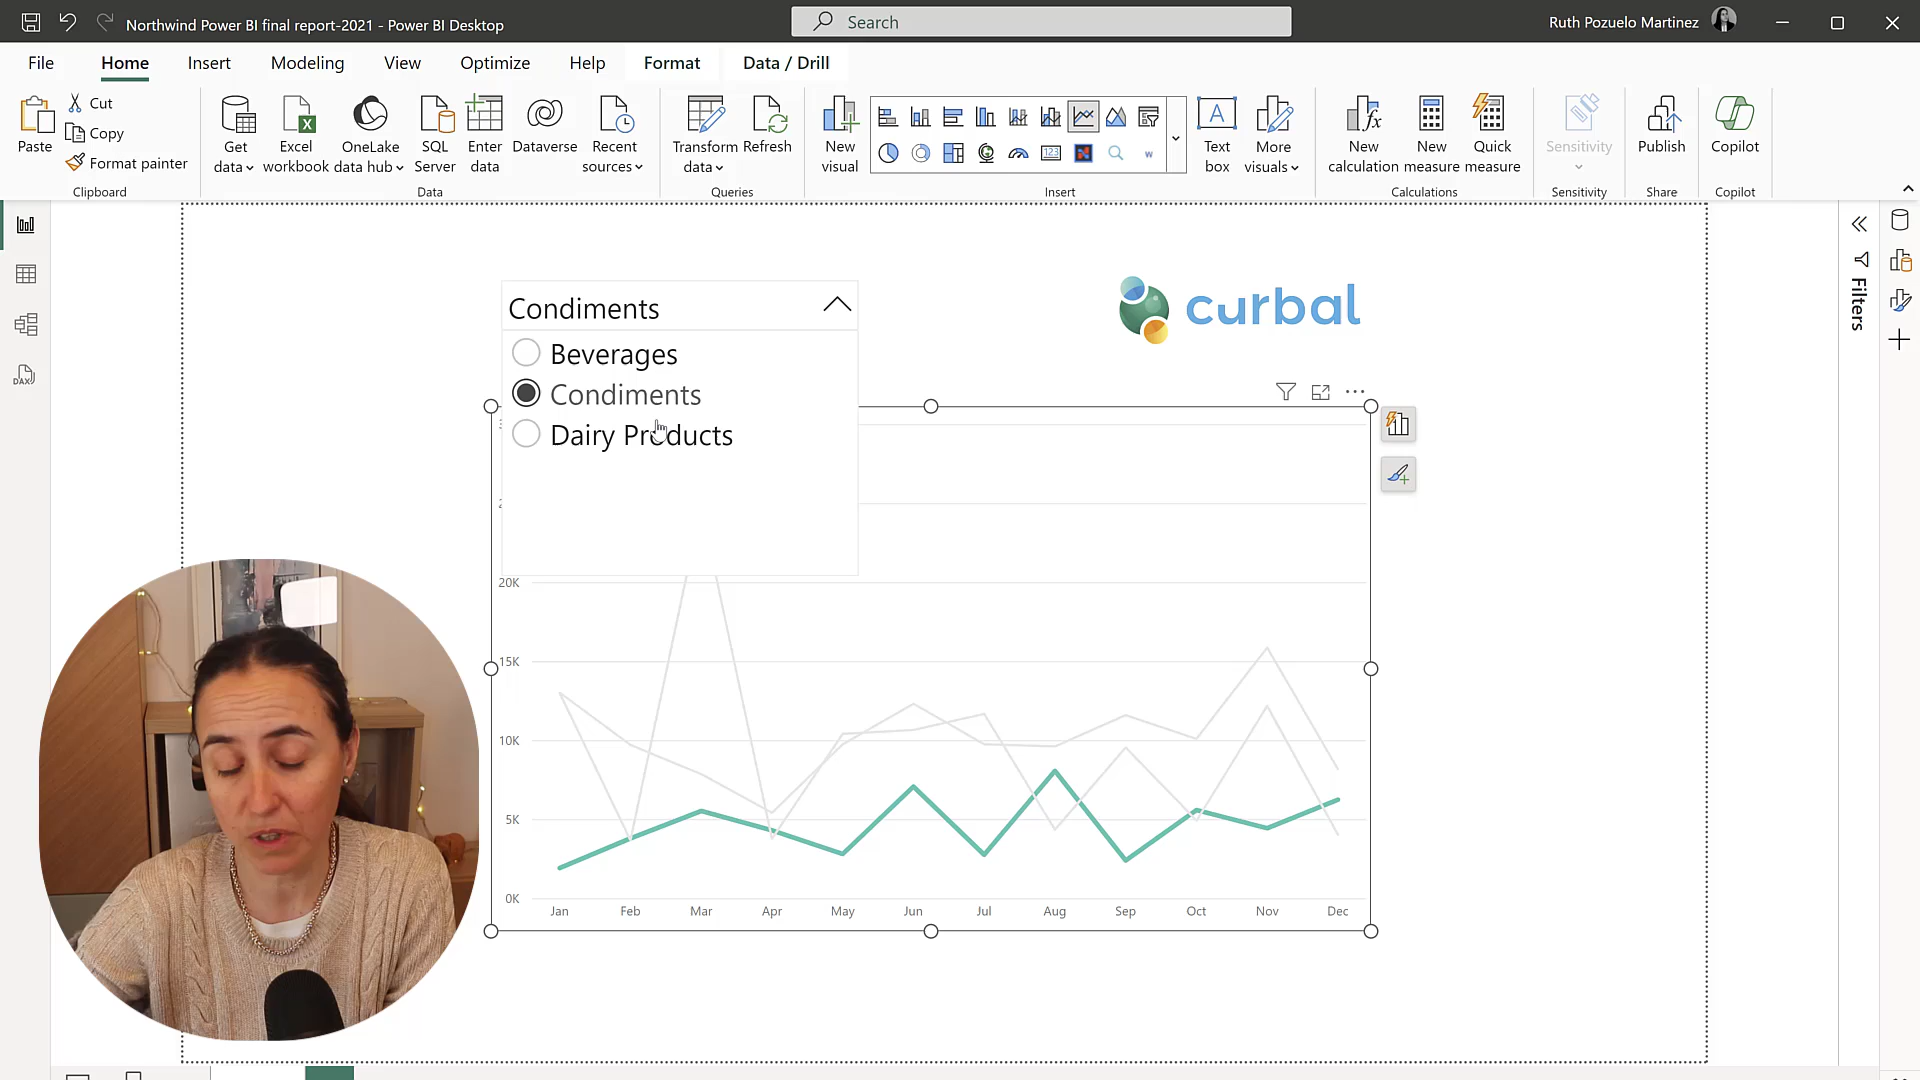 Northwind Power BI final report-2021 - Power BI Desktop
Search
Ruth Pozuelo Martinez
File
Home
Insert
Modeling
View
Optimize
Help
Format
Data / Drill
Paste
Cut
Copy
Format painter
Clipboard
Get
data
Excel
workbook
OneLake
data hub
SQL
Server
Enter
data
Dataverse
Recent
sources
Data
Transform
data
Refresh
Queries
New
visual
123
Insert
A
Text
box
More
visuals
New
calculation
New
measure
Quick
measure
Calculations
Sensitivity
Sensitivity
Publish
Share
Copilot
Copilot
DAX
Filters
curbal
Condiments
Beverages
Condiments
Dairy Products
20K
15K
10K
5K
0K
Jan
Feb
Mar
Apr
May
Jun
Jul
Aug
Sep
Oct
Nov
Dec